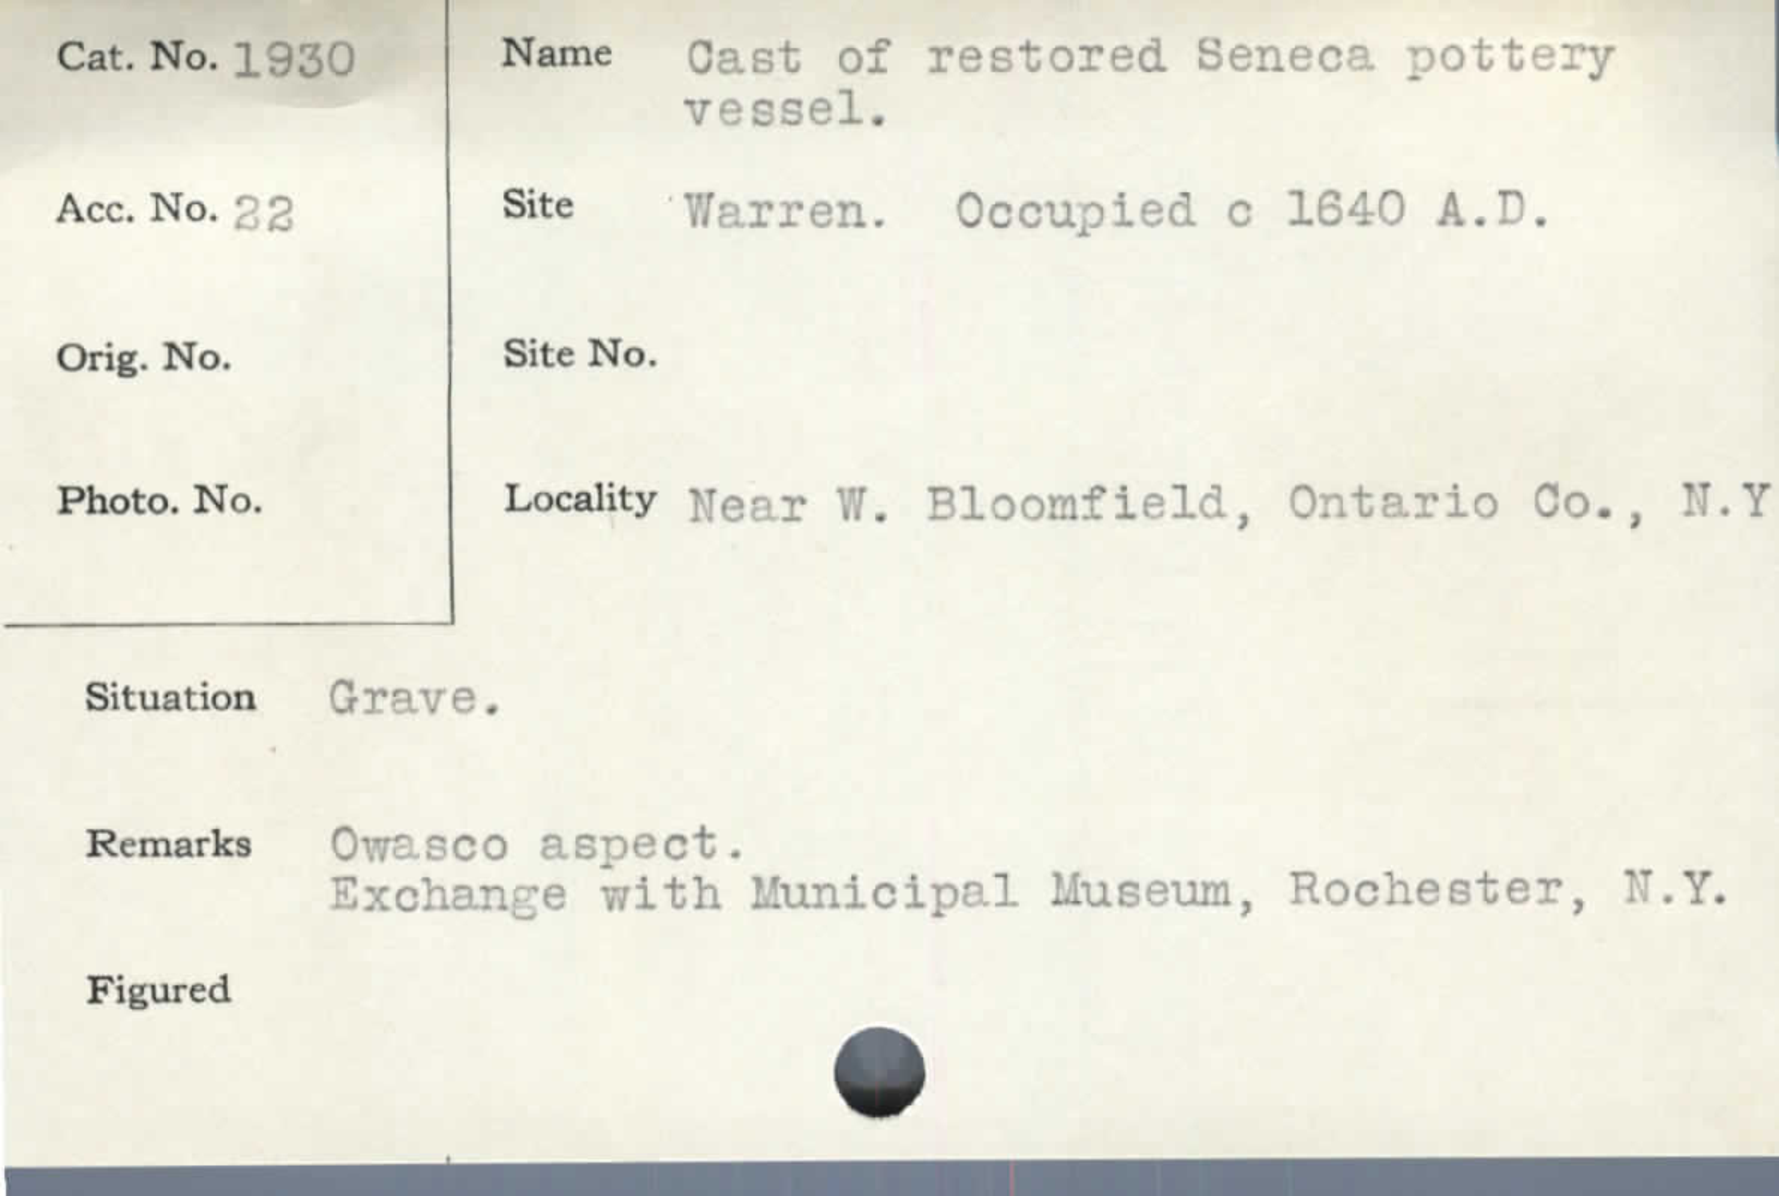 Cat. No. 1930
Name Cast of restored Seneca pottery
vessel.
Acc. No. 22
Site Warren. Occupied c 1640 A.D.
Orig. No.
Site No.
Photo. No.
Locality Near W. Bloomfield, Ontario Co., N.Y
Situation Grave.
Remarks Owasco aspect.
Exchange with Municipal Museum, Rochester, N.Y.
Figured